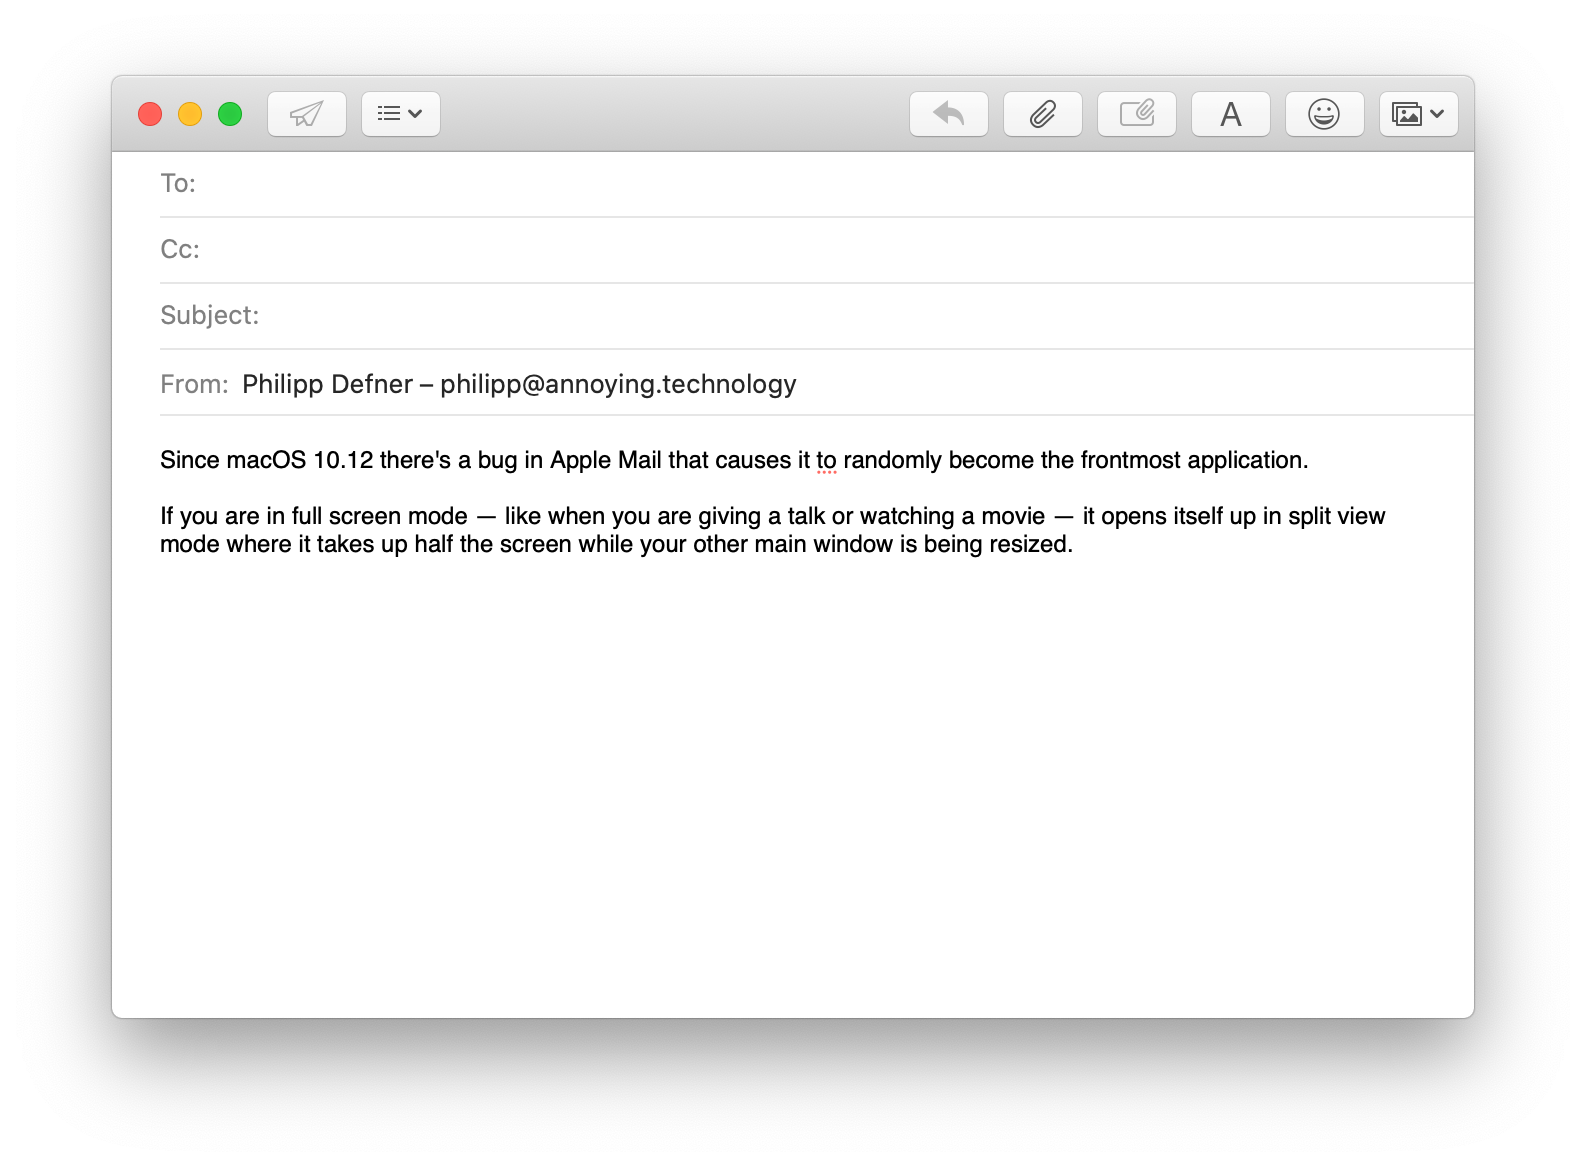 A
To:
Cc:
Subject:
From: Philipp Defner – philipp@annoying.technology
Since macOS 10.12 there's a bug in Apple Mail that causes it to randomly become the frontmost application.
If you are in full screen mode — like when you are giving a talk or watching a movie — it opens itself up in split view
mode where it takes up half the screen while your other main window is being resized.